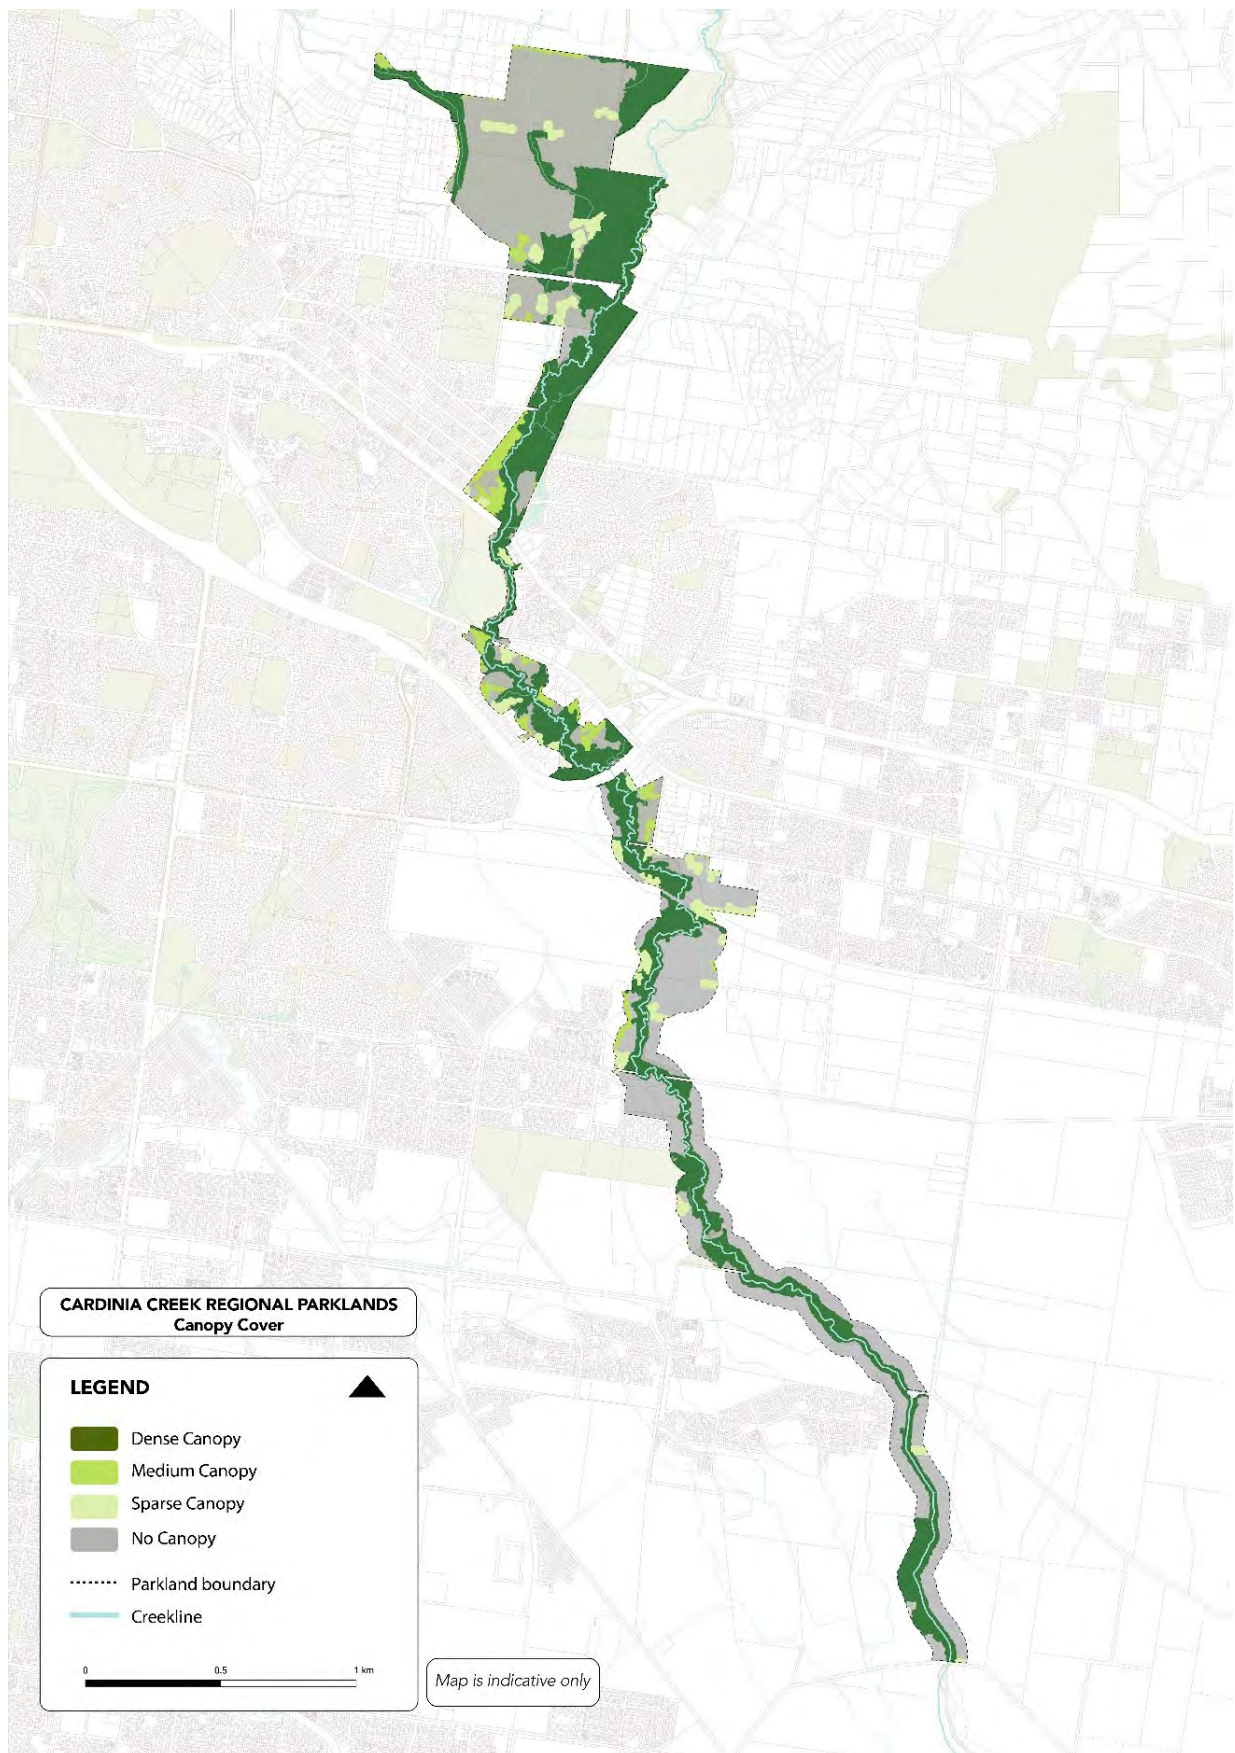 CARDINIA CREEK REGIONAL PARKLANDS
Canopy Cover
LEGEND
Dense Canopy
Medium Canopy
Sparse Canopy
No Canopy
Parkland boundary
Creekline
0 0.5 1 km
Map is indicative only